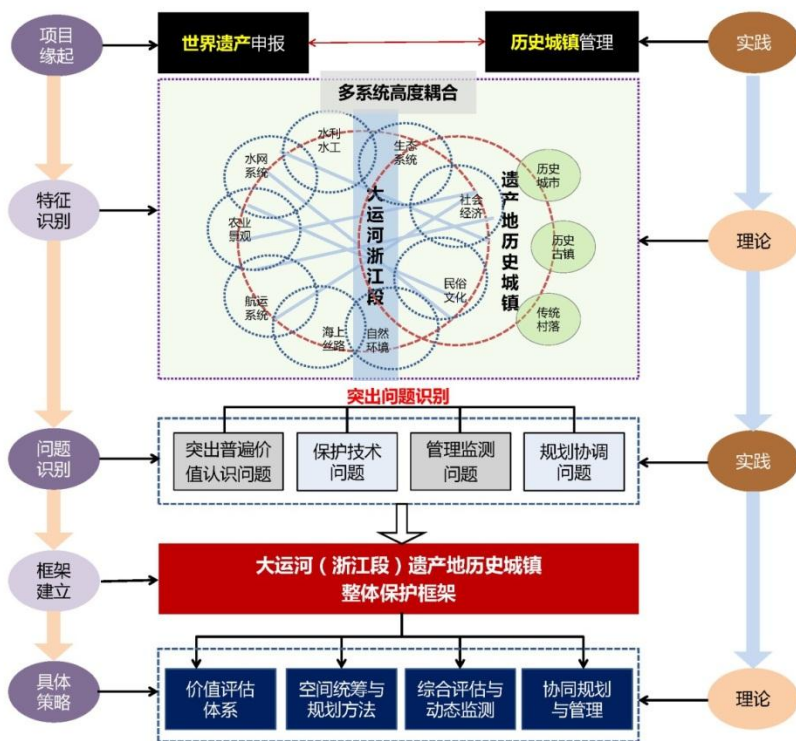 项目
缘起
世界遗产申报
历史城镇管理
实践
多系统高度耦合
水利
水工
生态
系统
水网
系统
社会
经济
农业
景观
民俗
文化
航运
系统
海上
丝路
自然
环境
大运河浙江段
遗产地历史城镇
历史
城市
历史
古镇
传统
村落
特征
识别
理论
突出问题识别
问题
识别
突出普遍价
值认识问题
保护技术
问题
管理监测
问题
规划协调
问题
实践
框架
建立
大运河（浙江段）遗产地历史城镇
整体保护框架
具体
策略
价值评估
体系
空间统筹与
规划方法
综合评估与
动态监测
协同规划
与管理
理论